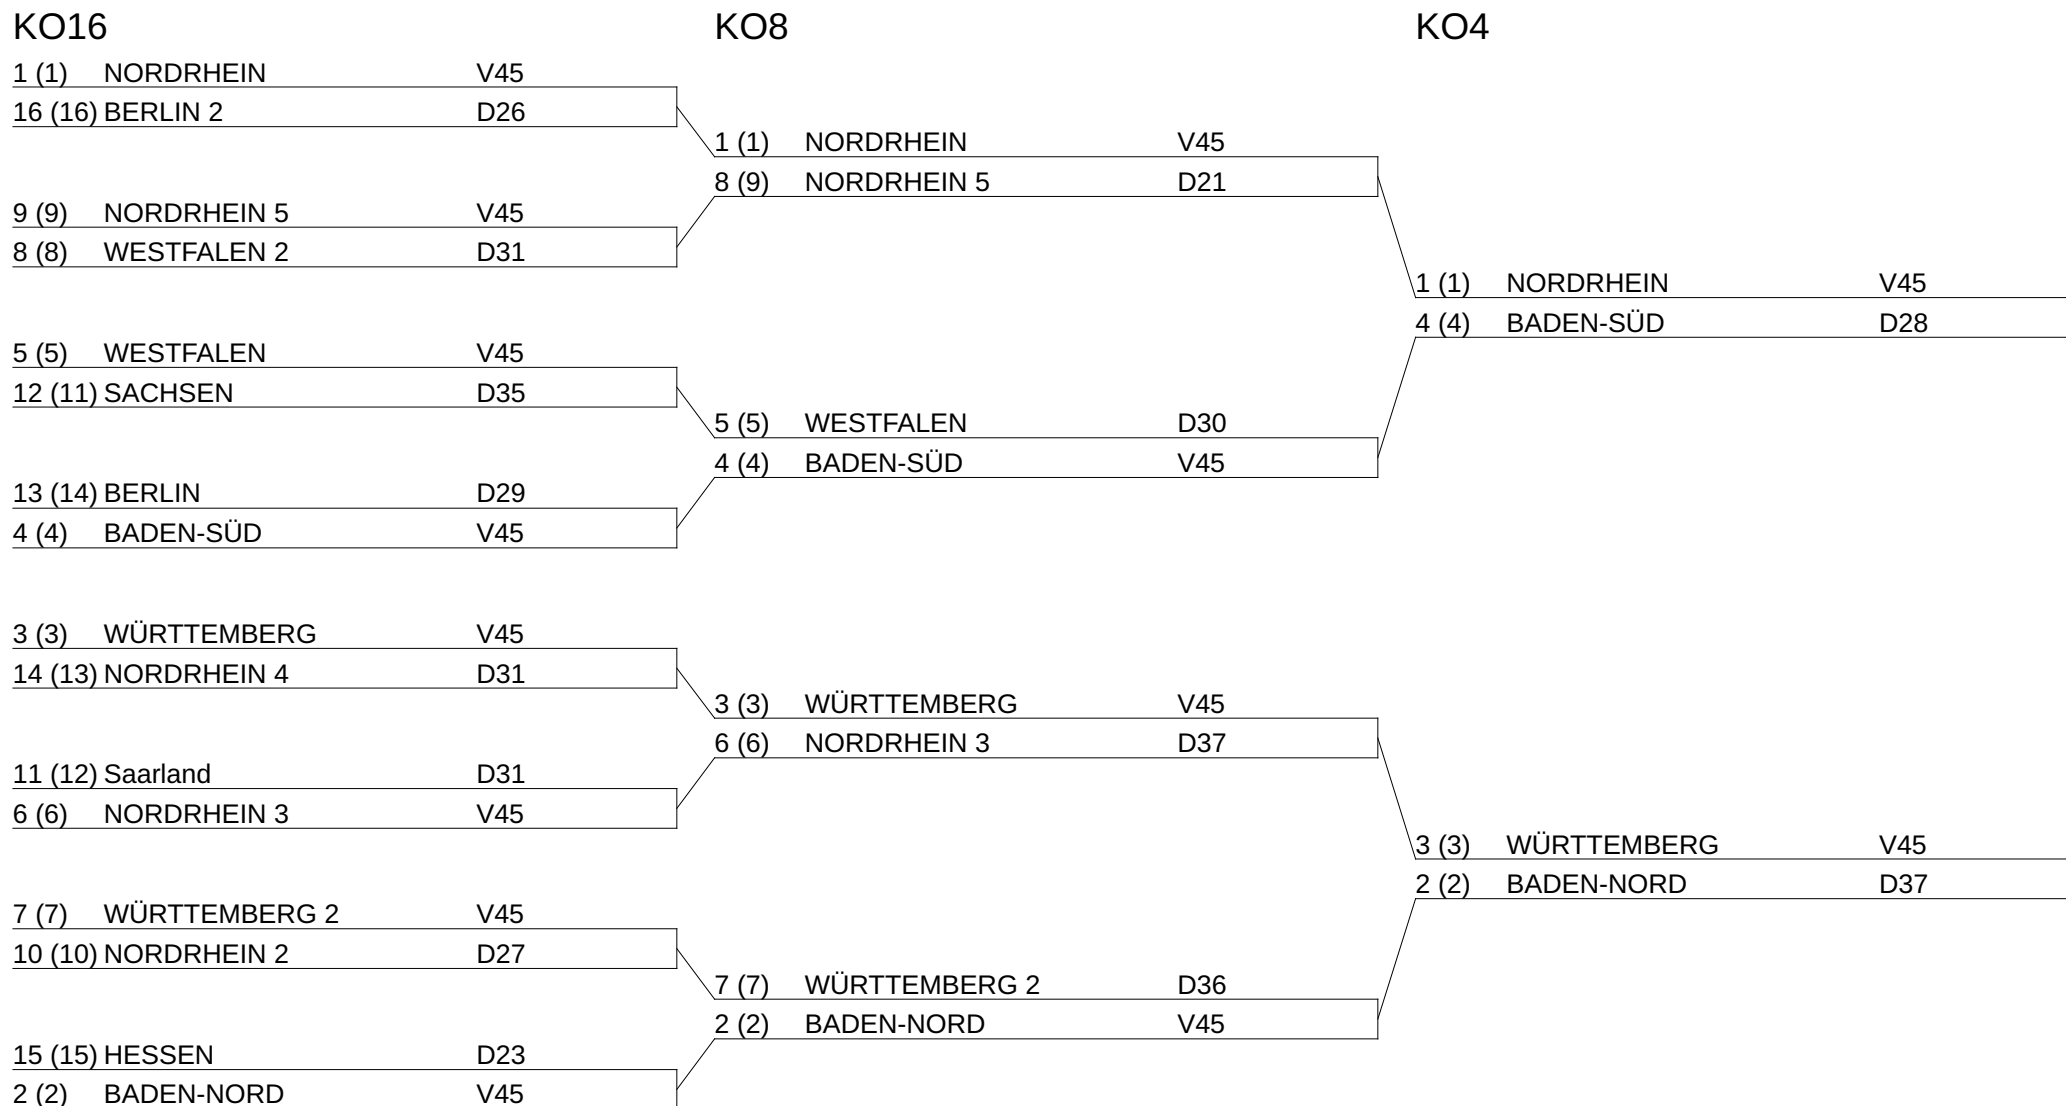 KO16 KO8 KO4
1 (1) NORDRHEIN V45
16 (16) BERLIN 2 D26
1 (1) NORDRHEIN V45
8 (9) NORDRHEIN 5 D21
9 (9) NORDRHEIN 5 V45
8 (8) WESTFALEN 2 D31
1 (1) NORDRHEIN V45
4 (4) BADEN-SÜD D28
5 (5) WESTFALEN V45
12 (11) SACHSEN D35
5 (5) WESTFALEN D30
4 (4) BADEN-SÜD V45
13 (14) BERLIN D29
4 (4) BADEN-SÜD V45
3 (3) WÜRTTEMBERG V45
14 (13) NORDRHEIN 4 D31
3 (3) WÜRTTEMBERG V45
6 (6) NORDRHEIN 3 D37
11 (12) Saarland D31
6 (6) NORDRHEIN 3 V45
3 (3) WÜRTTEMBERG V45
2 (2) BADEN-NORD D37
7 (7) WÜRTTEMBERG 2 V45
10 (10) NORDRHEIN 2 D27
7 (7) WÜRTTEMBERG 2 D36
2 (2) BADEN-NORD V45
15 (15) HESSEN D23
2 (2) BADEN-NORD V45